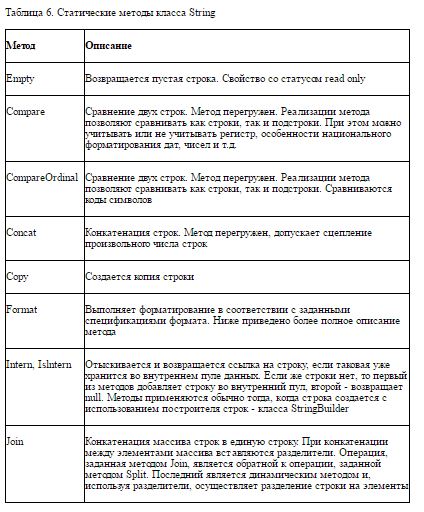 Таблица 6. Статические методы класса String
Метод Описание
Empty Возвращается пустая строка. Свойство со статусом read only
Compare Сравнение двух строк. Метод перегружен. Реализации метода
позволяют сравнивать как строки, так и подстроки. При этом можно
учитывать или не учитывать регистр, особенности национального
форматирования дат, чисел и т.д.
CompareOrdinal Сравнение двух строк. Метод перегружен. Реализации метода
позволяют сравнивать как строки, так и подстроки. Сравниваются
коды символов
Concat Конкатенация строк. Метод перегружен, допускает сцепление
произвольного числа строк
Copy Создается копия строки
Format Выполняет форматирование в соответствии с заданными
спецификациями формата. Ниже приведено более полное описание
метода
Intern, IsIntern Отыскивается и возвращается ссылка на строку, если таковая уже
хранится во внутреннем пуле данных. Если же строки нет, то первый
из методов добавляет строку во внутренний пул, второй - возвращает
null. Методы применяются обычно тогда, когда строка создается с
использованием построителя строк - класса StringBuilder
Join Конкатенация массива строк в единую строку. При конкатенации
между элементами массива вставляются разделители. Операция,
заданная методом Join, является обратной к операции, заданной
методом Split. Последний является динамическим методом и,
используя разделители, осуществляет разделение строки на элементы